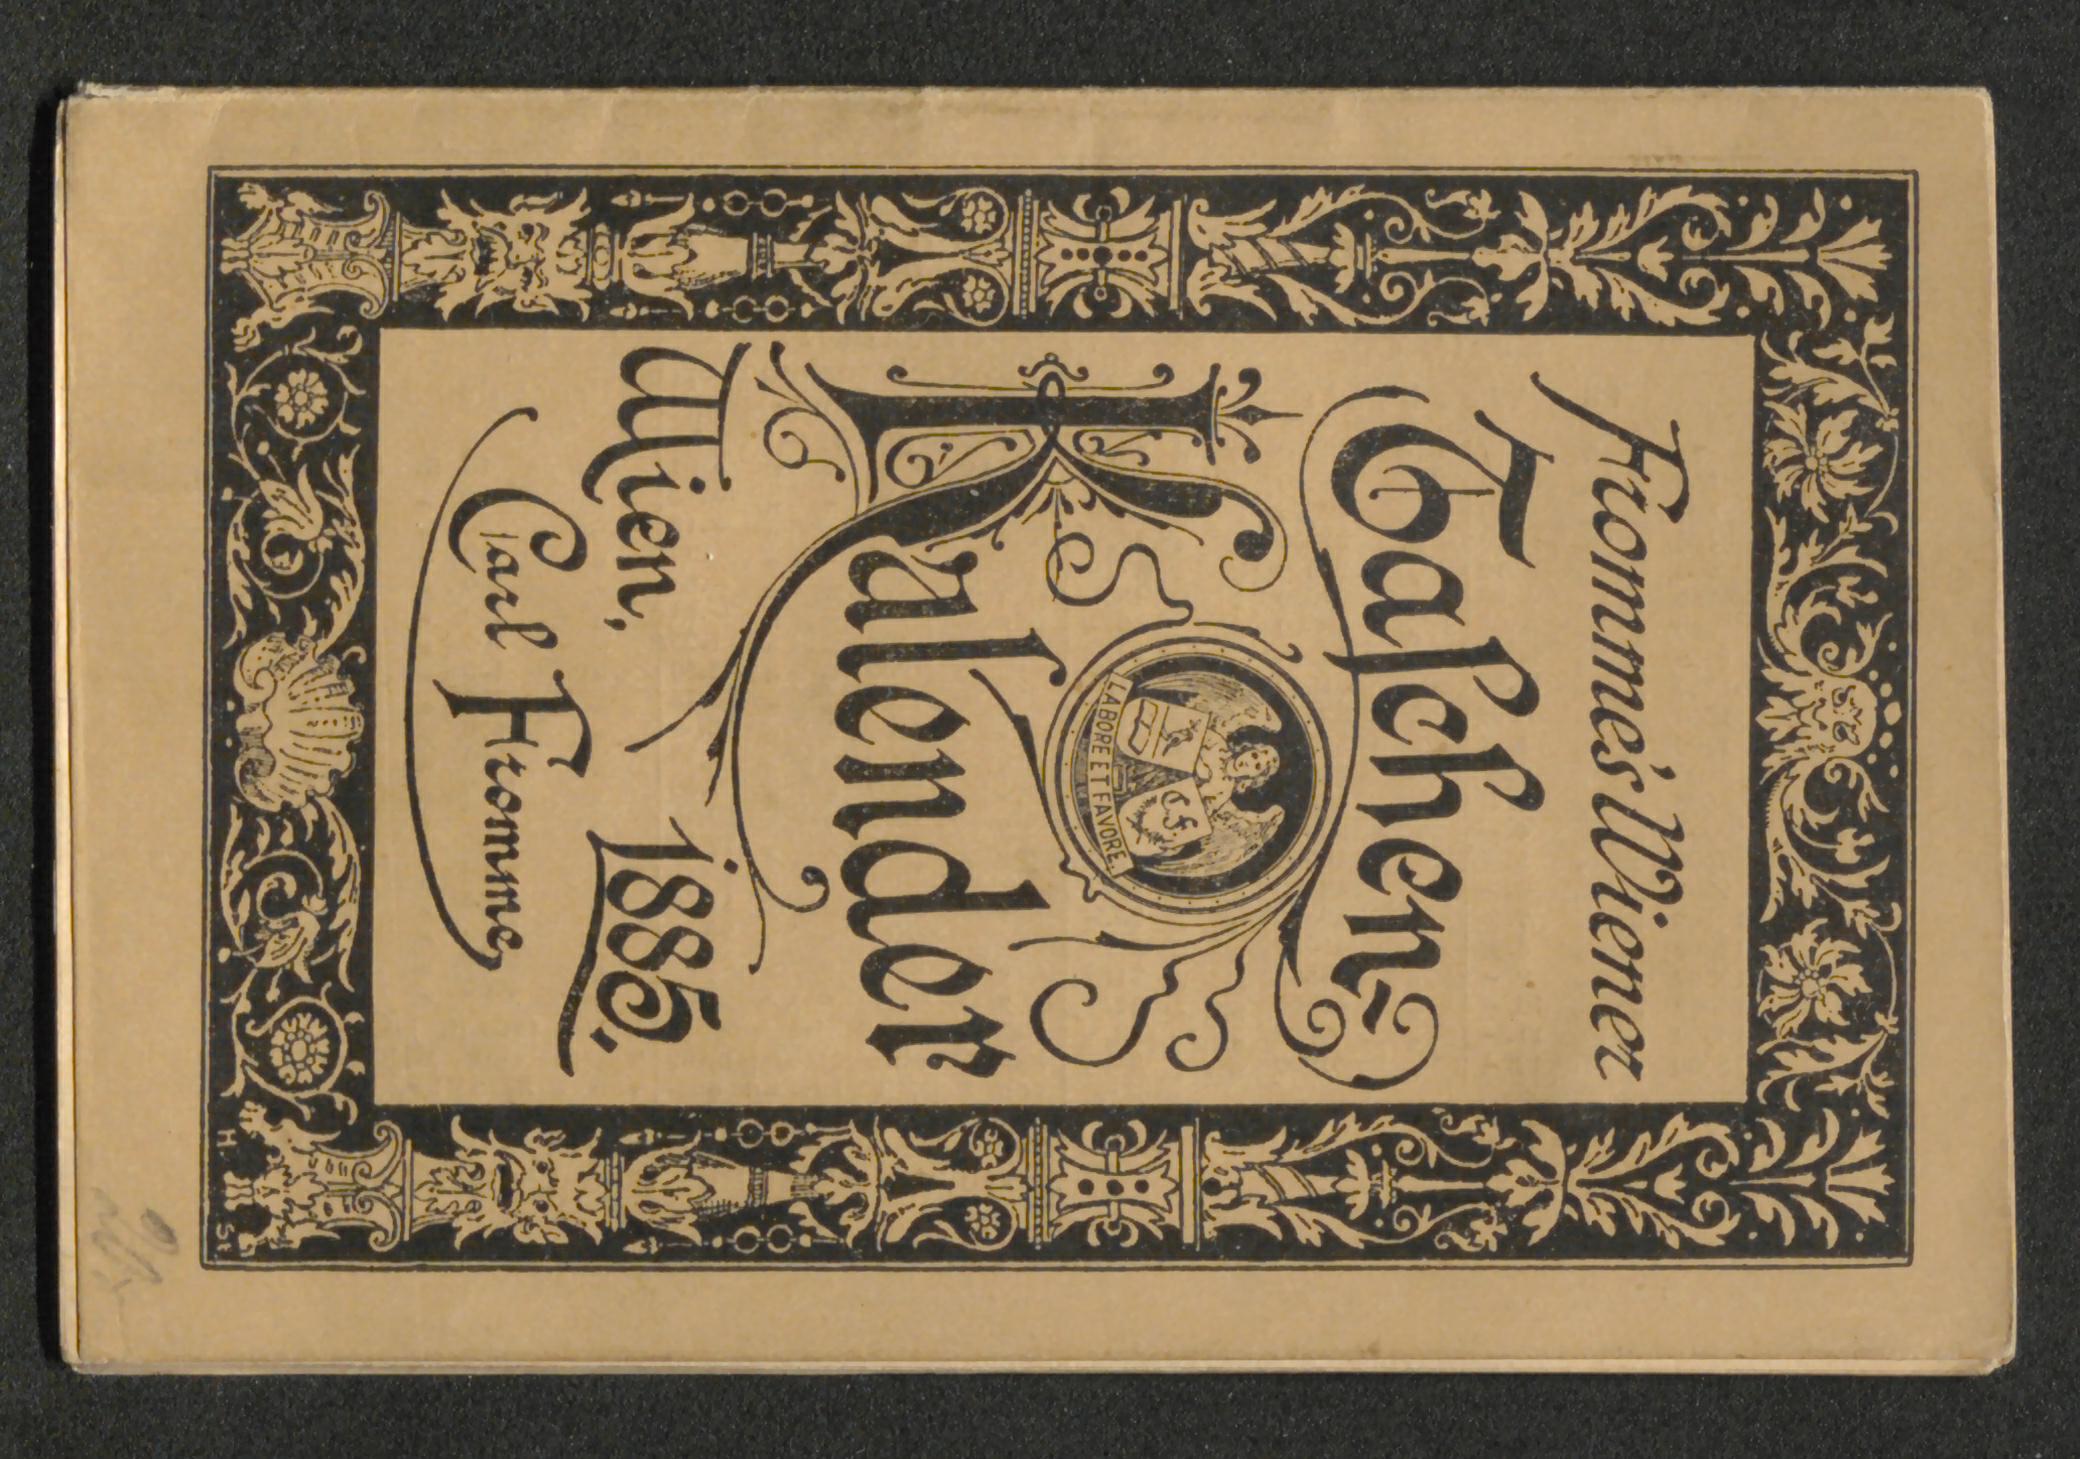 Fromme's Wiener
Taschen-
Kalender
LABORE ET FAVORE.
C.F.
Wien, 1885.
Carl Fromme